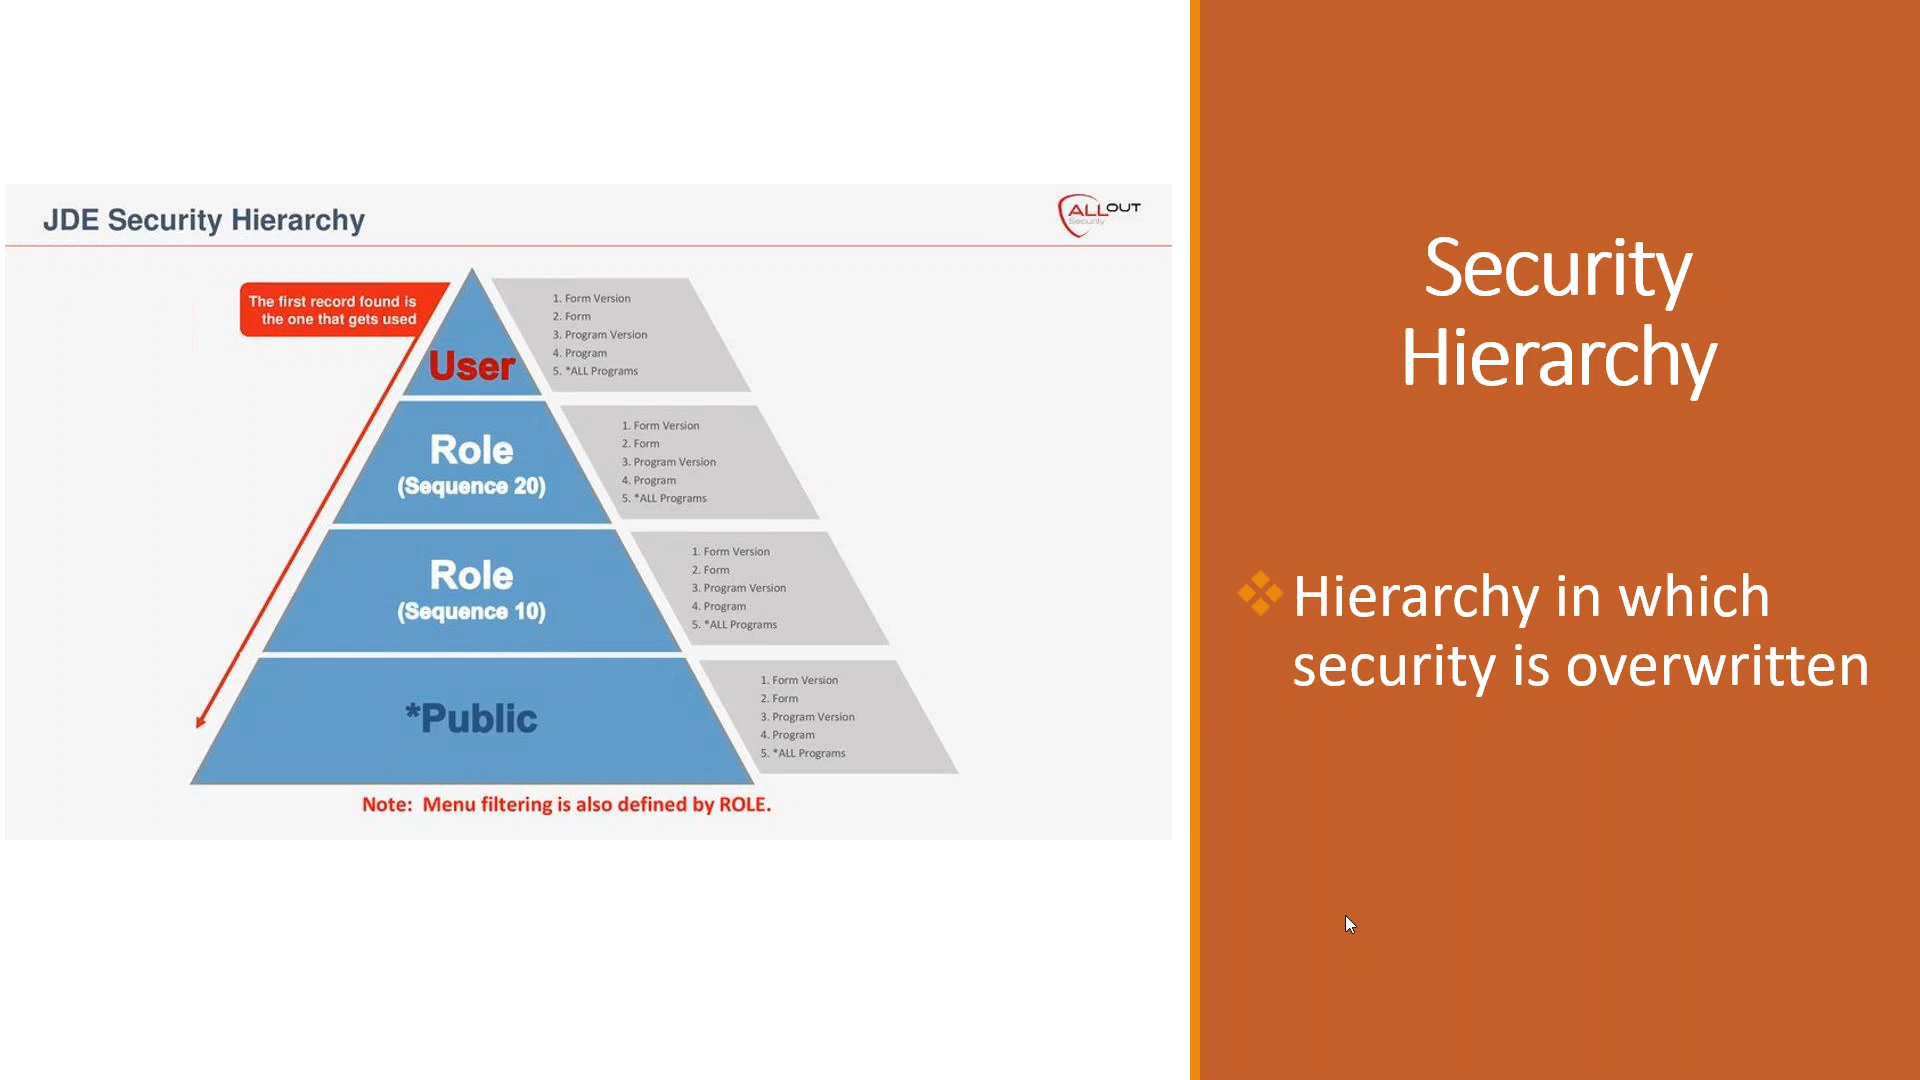 JDE Security Hierarchy
ALLOUT
Security
The first record found is
the one that gets used
User
1. Form Version
2. Form
3. Program Version
4. Program
5. *ALL Programs
Role
(Sequence 20)
1. Form Version
2. Form
3. Program Version
4. Program
5. *ALL Programs
Role
(Sequence 10)
1. Form Version
2. Form
3. Program Version
4. Program
5. *ALL Programs
*Public
1. Form Version
2. Form
3. Program Version
4. Program
5. *ALL Programs
Note: Menu filtering is also defined by ROLE.
Security
Hierarchy
Hierarchy in which
security is overwritten